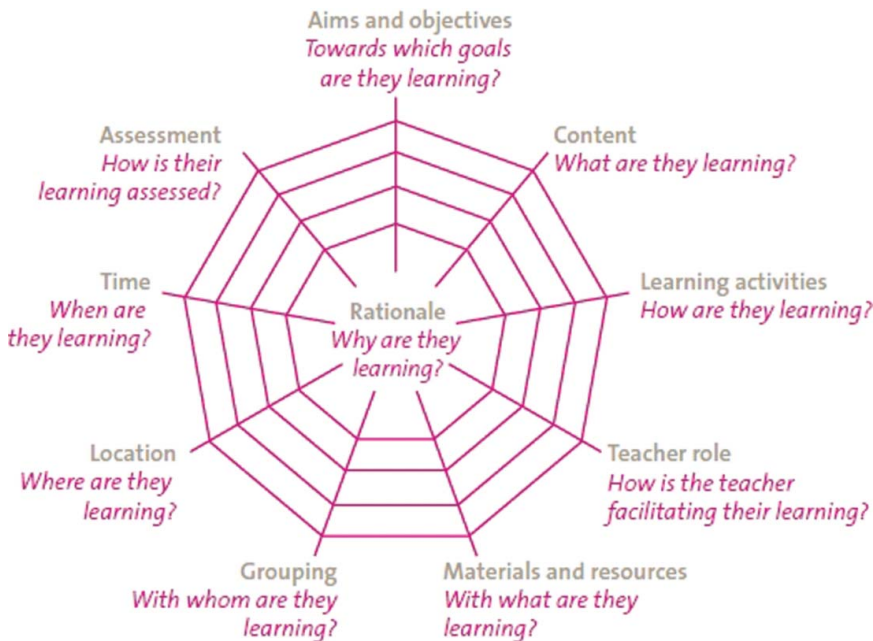 Aims and objectives
Towards which goals
are they learning?
Content
What are they learning?
Learning activities
How are they learning?
Teacher role
How is the teacher
facilitating their learning?
Materials and resources
With what are they
learning?
Grouping
With whom are they
learning?
Location
Where are they
learning?
Time
When are
they learning?
Assessment
How is their
learning assessed?
Rationale
Why are they
learning?